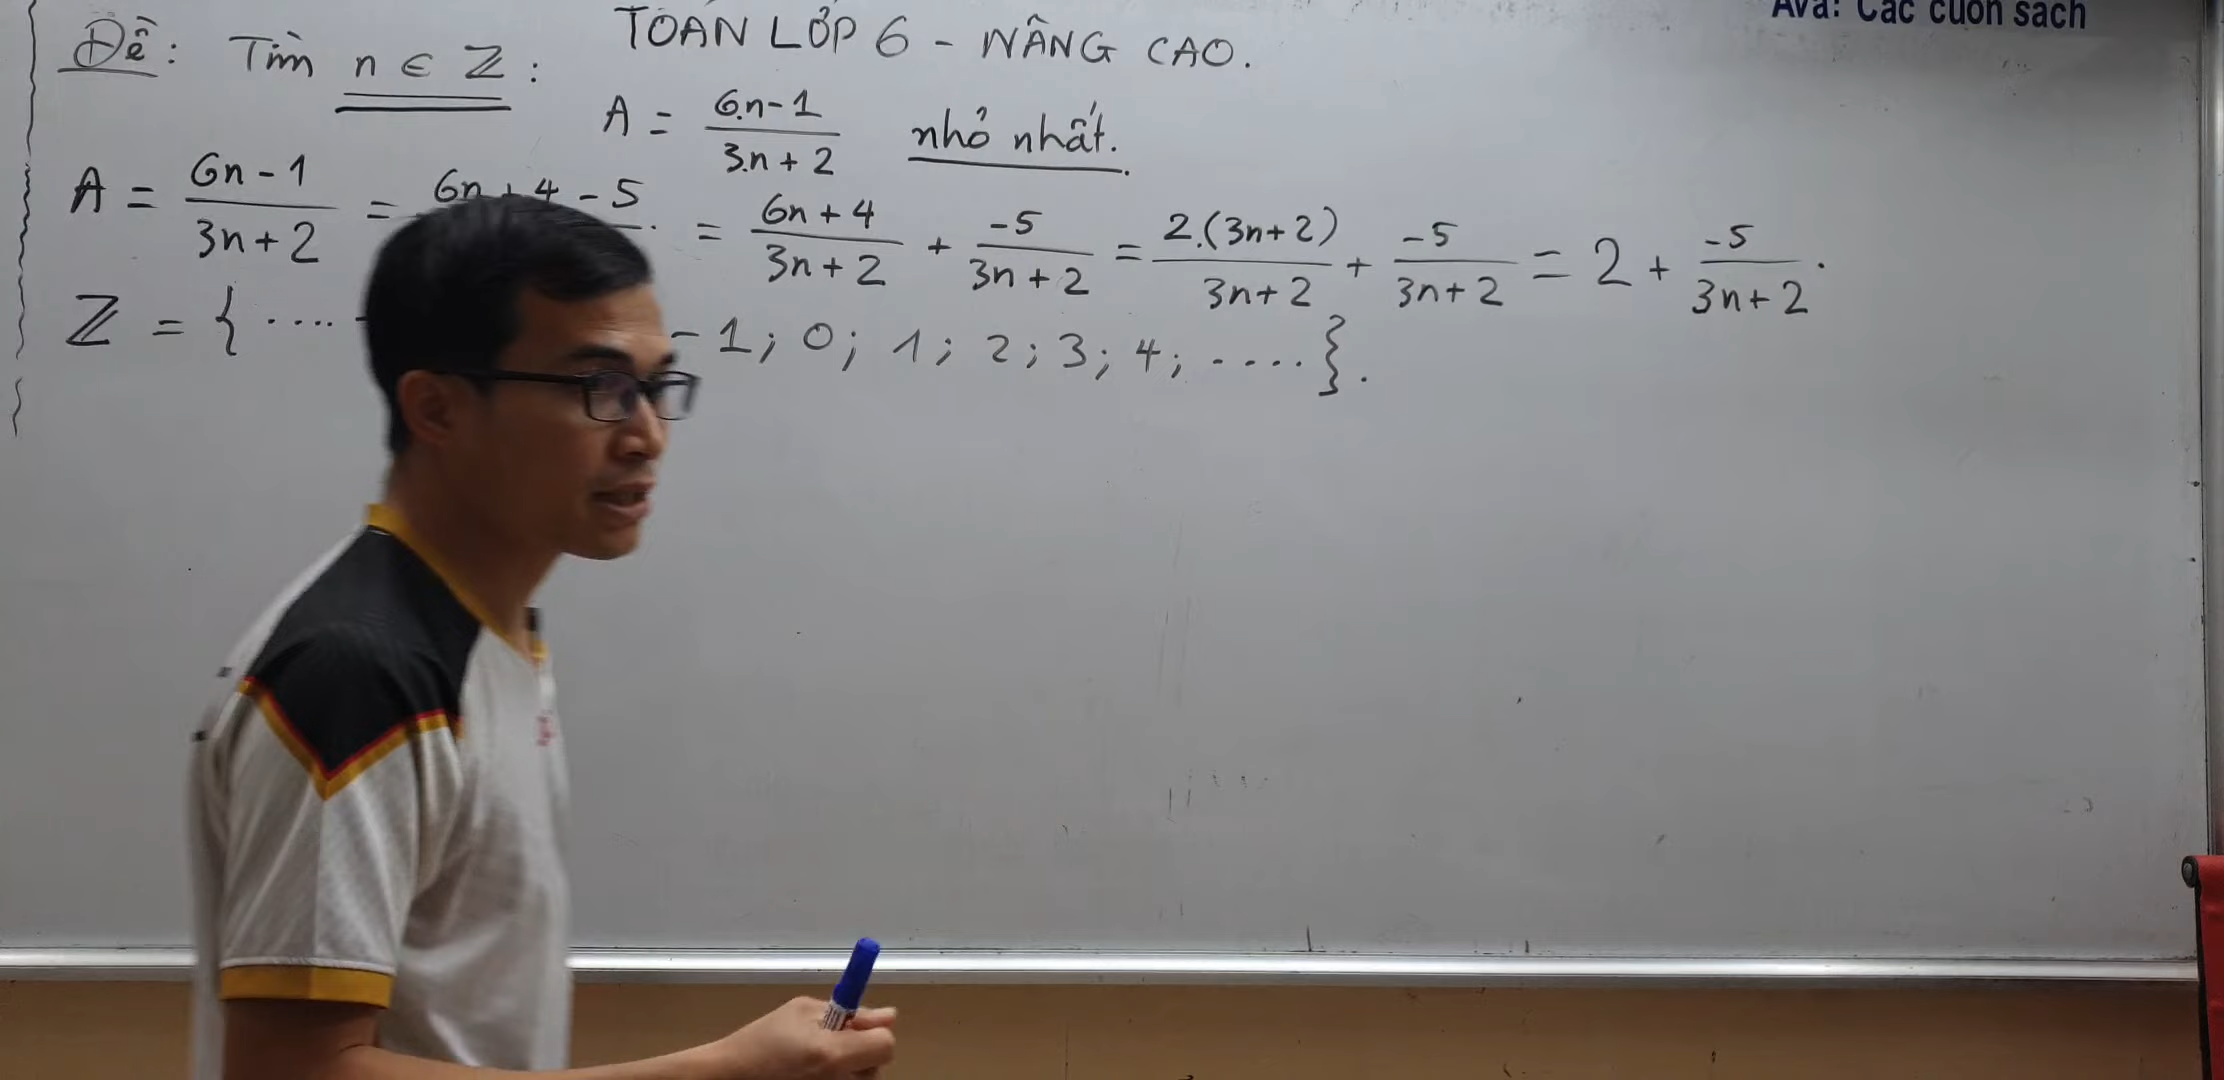 Ava: Các cuốn sách
TOÁN LỚP 6 - NÂNG CAO.
Đề: Tìm n ∈ ℤ:
A = (6.n-1)/(3.n+2) nhỏ nhất.
A = (6n-1)/(3n+2) = 6n+4-5 = (6n+4)/(3n+2) + (-5)/(3n+2) = (2.(3n+2))/(3n+2) + (-5)/(3n+2) = 2 + (-5)/(3n+2).
ℤ = { .... -1; 0; 1; 2; 3; 4; ....}.